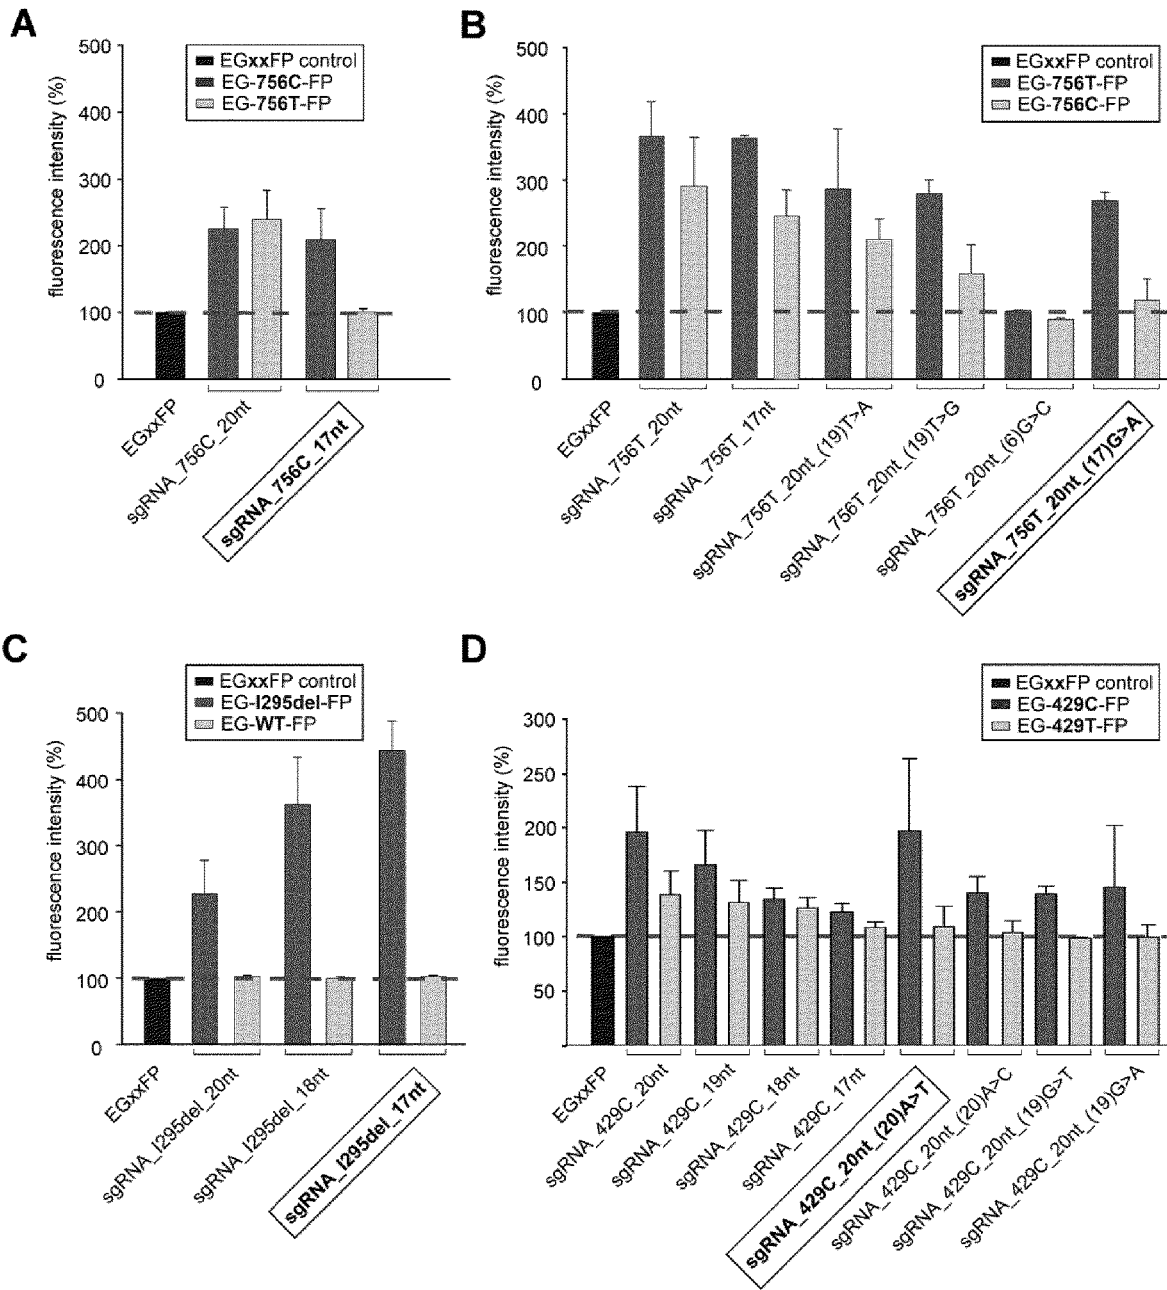 A
fluorescence intensity (%)
500
400
300
200
100
0
EGxxFP control
EG-756C-FP
EG-756T-FP
EGxxFP
sgRNA_756C_20nt
sgRNA_756C_17nt
B
fluorescence intensity (%)
500
400
300
200
100
0
EGxxFP control
EG-756T-FP
EG-756C-FP
EGxxFP
sgRNA_756T_20nt
sgRNA_756T_17nt
sgRNA_756T_20nt_(19)T>A
sgRNA_756T_20nt_(19)T>G
sgRNA_756T_20nt_(6)G>C
sgRNA_756T_20nt_(17)G>A
C
fluorescence intensity (%)
500
400
300
200
100
0
EGxxFP control
EG-I295del-FP
EG-WT-FP
EGxxFP
sgRNA_I295del_20nt
sgRNA_I295del_18nt
sgRNA_I295del_17nt
D
fluorescence intensity (%)
300
250
200
150
100
50
EGxxFP control
EG-429C-FP
EG-429T-FP
EGxxFP
sgRNA_429C_20nt
sgRNA_429C_19nt
sgRNA_429C_18nt
sgRNA_429C_17nt
sgRNA_429C_20nt_(20)A>T
sgRNA_429C_20nt_(20)A>C
sgRNA_429C_20nt_(19)G>T
sgRNA_429C_20nt_(19)G>A